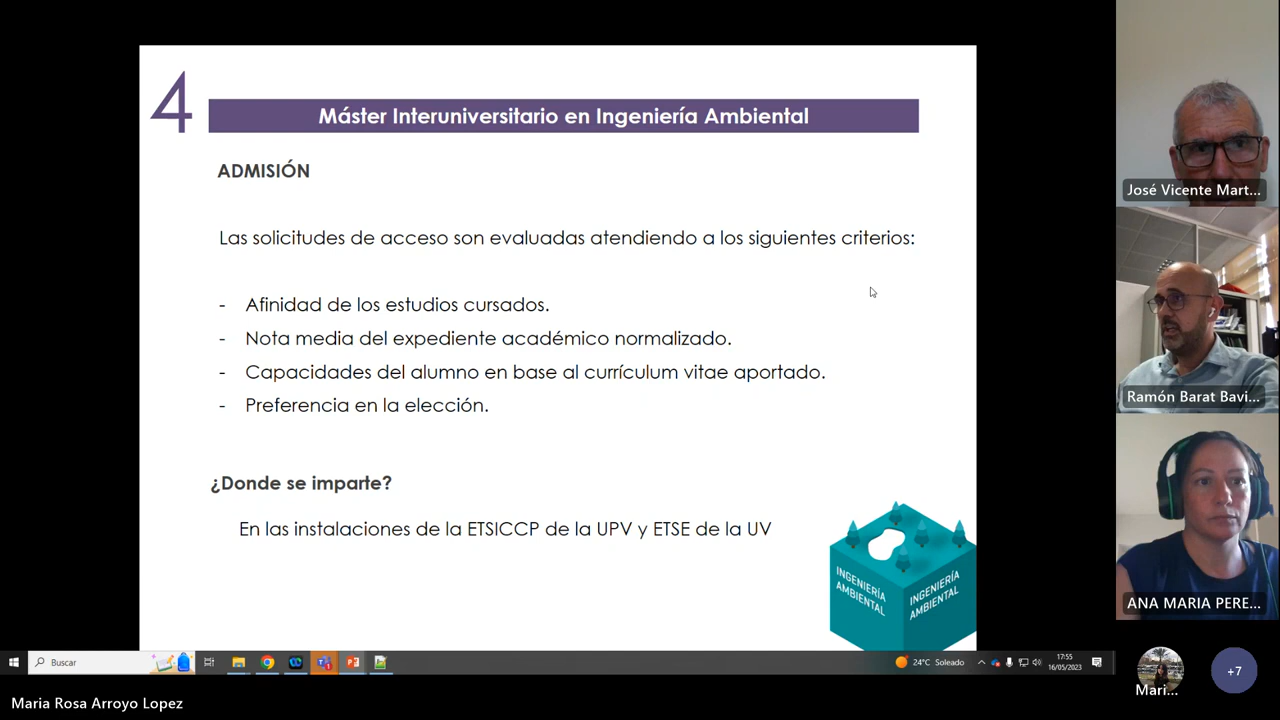 4
Máster Interuniversitario en Ingeniería Ambiental
ADMISIÓN
Las solicitudes de acceso son evaluadas atendiendo a los siguientes criterios:
- Afinidad de los estudios cursados.
- Nota media del expediente académico normalizado.
- Capacidades del alumno en base al currículum vitae aportado.
- Preferencia en la elección.
¿Donde se imparte?
En las instalaciones de la ETSICCP de la UPV y ETSE de la UV
INGENIERÍA
AMBIENTAL
INGENIERÍA
AMBIENTAL
José Vicente Mart...
Ramón Barat Bavi...
ANA MARIA PERE...
Mari...
+7
Buscar
24°C Soleado
17:55
16/05/2023
Maria Rosa Arroyo Lopez